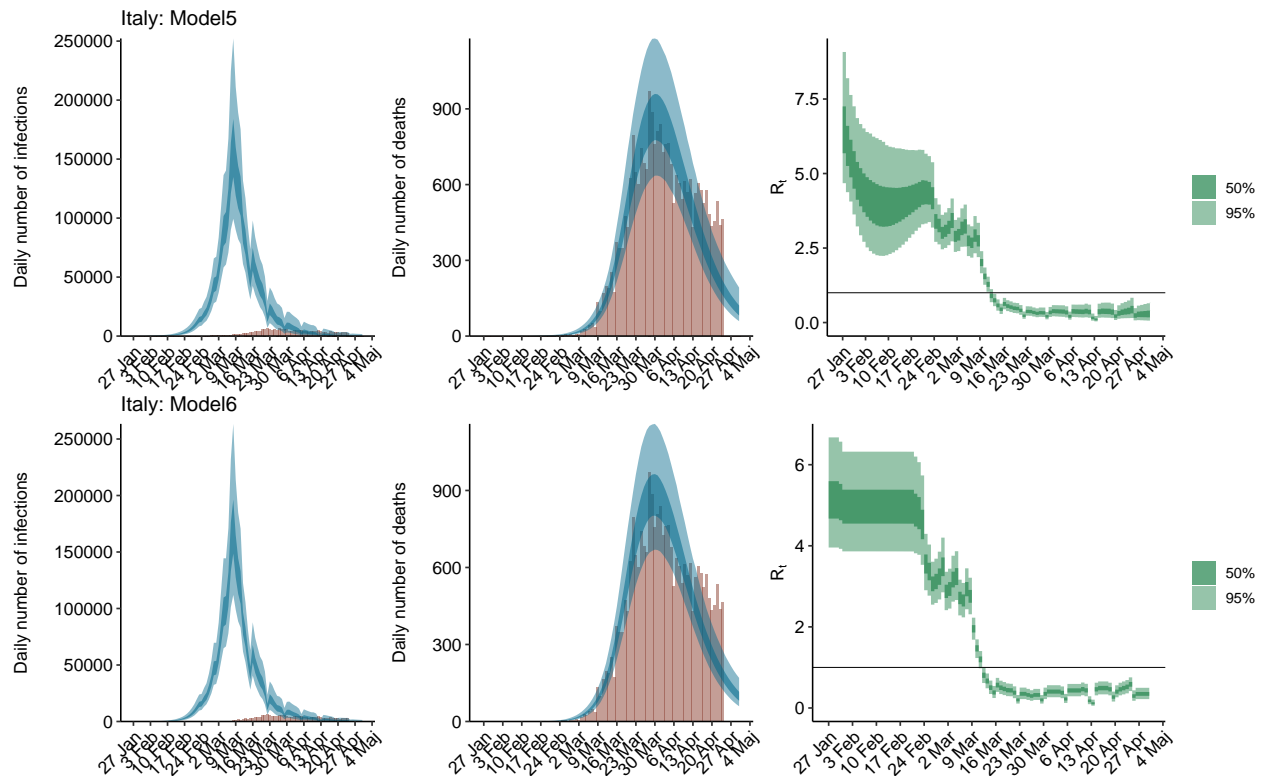 Italy: Model5
Daily number of infections
250000
200000
150000
100000
50000
0
27 Jan
3 Feb
10 Feb
17 Feb
24 Feb
2 Mar
9 Mar
16 Mar
23 Mar
30 Mar
6 Apr
13 Apr
20 Apr
27 Apr
4 Maj
Daily number of deaths
900
600
300
0
27 Jan
3 Feb
10 Feb
17 Feb
24 Feb
2 Mar
9 Mar
16 Mar
23 Mar
30 Mar
6 Apr
13 Apr
20 Apr
27 Apr
4 Maj
Rt
7.5
5.0
2.5
0.0
27 Jan
3 Feb
10 Feb
17 Feb
24 Feb
2 Mar
9 Mar
16 Mar
23 Mar
30 Mar
6 Apr
13 Apr
20 Apr
27 Apr
4 Maj
50%
95%
Italy: Model6
Daily number of infections
250000
200000
150000
100000
50000
0
27 Jan
3 Feb
10 Feb
17 Feb
24 Feb
2 Mar
9 Mar
16 Mar
23 Mar
30 Mar
6 Apr
13 Apr
20 Apr
27 Apr
4 Maj
Daily number of deaths
900
600
300
0
27 Jan
3 Feb
10 Feb
17 Feb
24 Feb
2 Mar
9 Mar
16 Mar
23 Mar
30 Mar
6 Apr
13 Apr
20 Apr
27 Apr
4 Maj
Rt
6
4
2
0
27 Jan
3 Feb
10 Feb
17 Feb
24 Feb
2 Mar
9 Mar
16 Mar
23 Mar
30 Mar
6 Apr
13 Apr
20 Apr
27 Apr
4 Maj
50%
95%